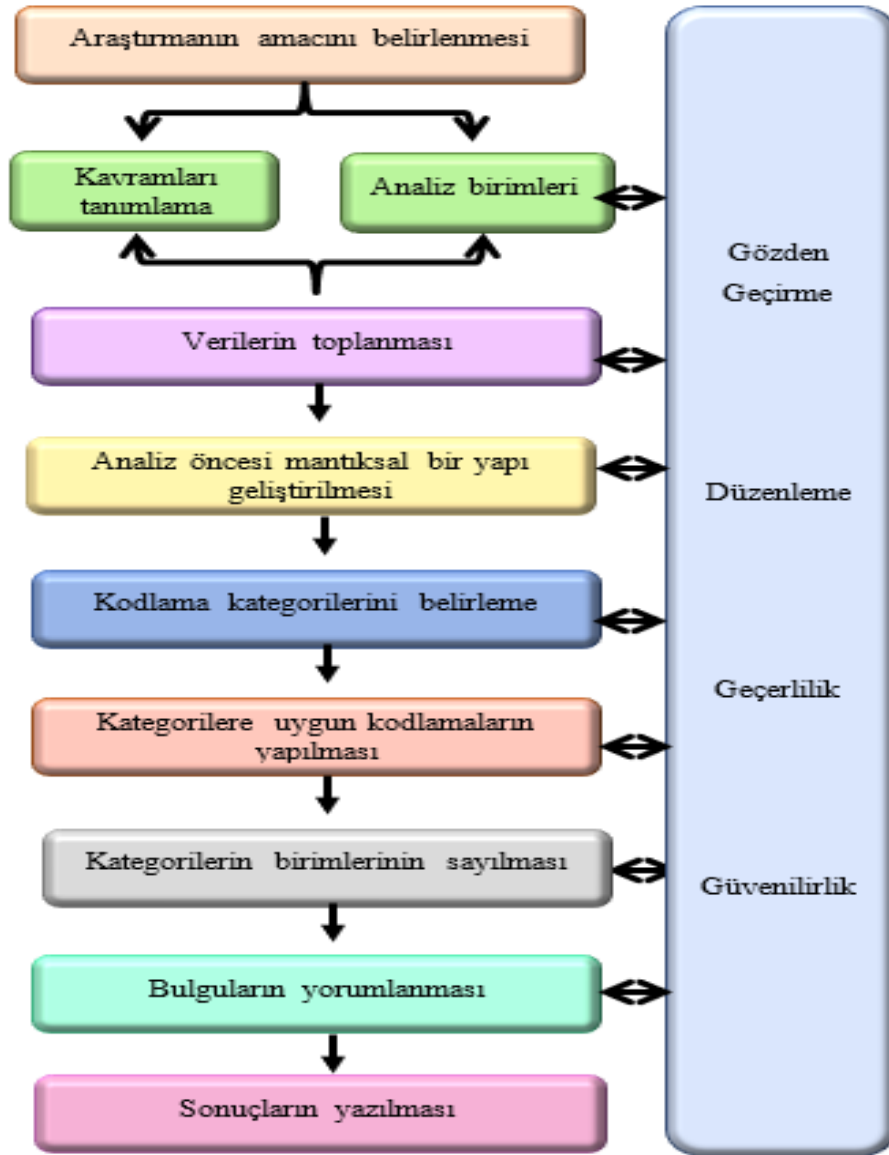 Araştırmanın amacını belirlenmesi
Kavramları
tanımlama
Analiz birimleri
Verilerin toplanması
Analiz öncesi mantıksal bir yapı
geliştirilmesi
Kodlama kategorilerini belirleme
Kategorilere uygun kodlamaların
yapılması
Kategorilerin birimlerinin sayılması
Bulguların yorumlanması
Sonuçların yazılması
Gözden
Geçirme
Düzenleme
Geçerlilik
Güvenilirlik